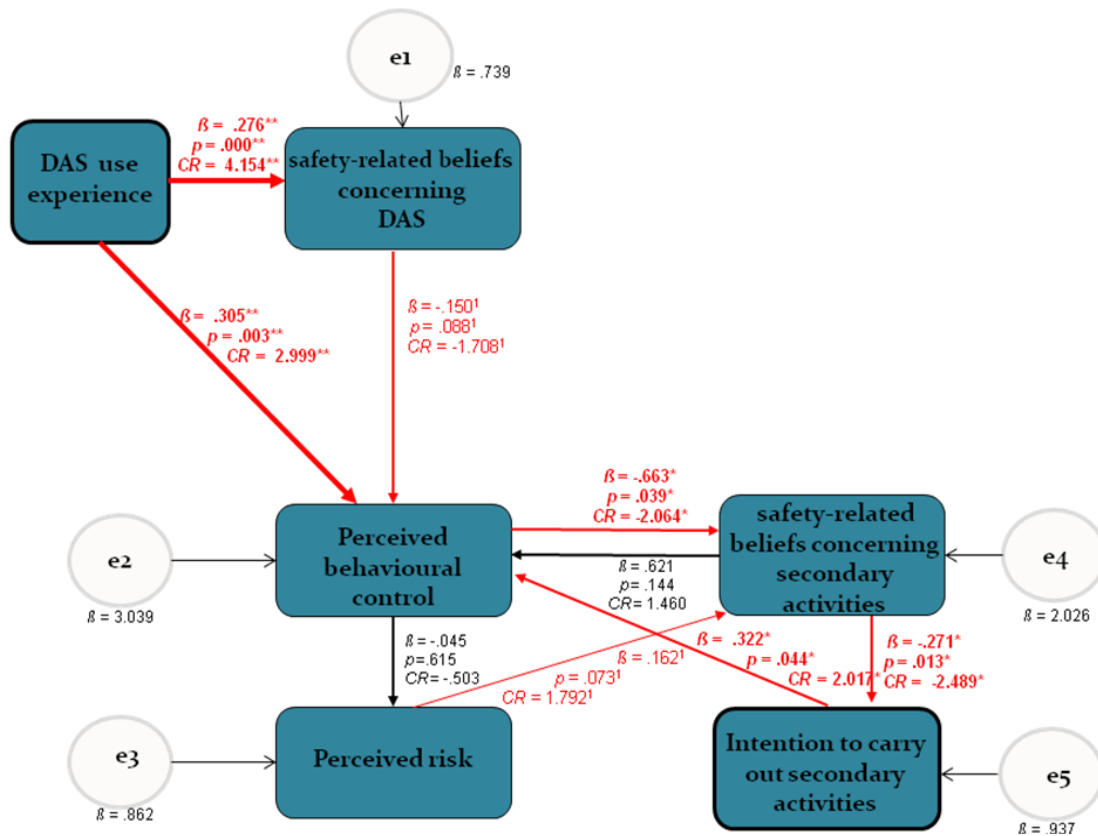 e1
ß = .739
DAS use
experience
ß = .276**
p = .000**
CR = 4.154**
safety-related beliefs
concerning
DAS
ß = .305**
p = .003**
CR = 2.999**
ß = -.150¹
p = .088¹
CR = -1.708¹
e2
ß = 3.039
Perceived
behavioural
control
ß = -.663*
p = .039*
CR = -2.064*
ß = .621
p = .144
CR= 1.460
safety-related
beliefs concerning
secondary
activities
e4
ß = 2.026
ß = -.045
p=.615
CR= -.503
ß = .162¹
p = .073¹
CR = 1.792¹
ß = .322*
p = .044*
CR = 2.017*
ß = -.271*
p = .013*
CR = -2.489*
e3
ß = .862
Perceived risk
Intention to carry
out secondary
activities
e5
ß = .937